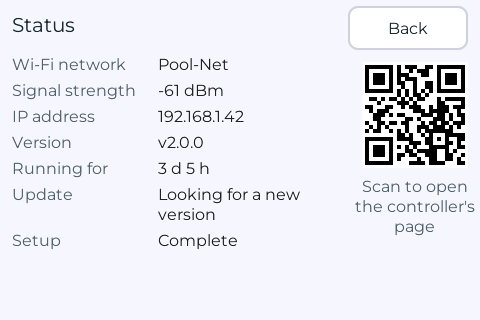 Status
Back
Wi-Fi network Pool-Net
Signal strength -61 dBm
IP address 192.168.1.42
Version v2.0.0
Running for 3 d 5 h
Update Looking for a new
version
Setup Complete
Scan to open
the controller's
page